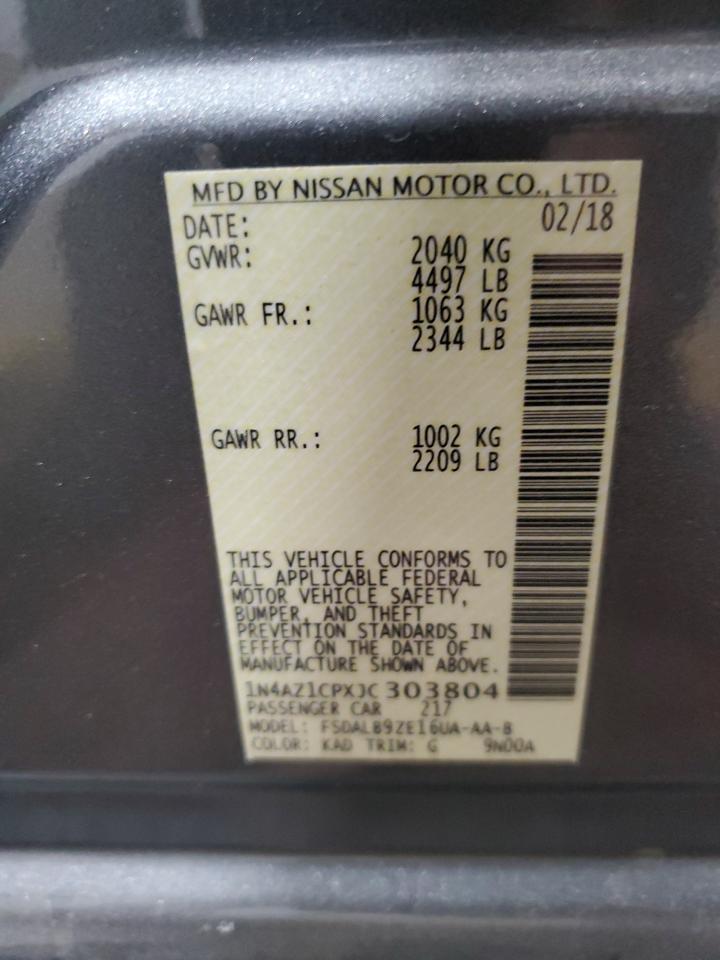 MFD BY NISSAN MOTOR CO., LTD.
DATE: 02/18
GVWR: 2040 KG
4497 LB
GAWR FR.: 1063 KG
2344 LB
GAWR RR.: 1002 KG
2209 LB
THIS VEHICLE CONFORMS TO
ALL APPLICABLE FEDERAL
MOTOR VEHICLE SAFETY,
BUMPER, AND THEFT
PREVENTION STANDARDS IN
EFFECT ON THE DATE OF
MANUFACTURE SHOWN ABOVE.
1N4AZ1CPXJC303804
PASSENGER CAR 217
MODEL: FSDALB9ZE16UA-AA-B
COLOR: KAD TRIM: G 9N00A